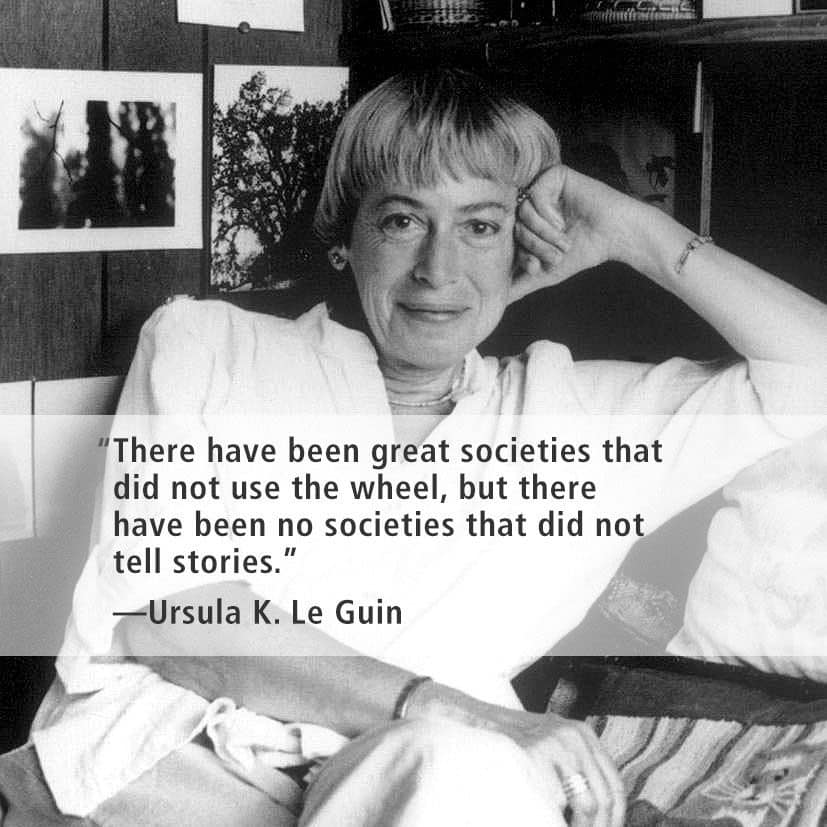 “There have been great societies that
did not use the wheel, but there
have been no societies that did not
tell stories.”
—Ursula K. Le Guin